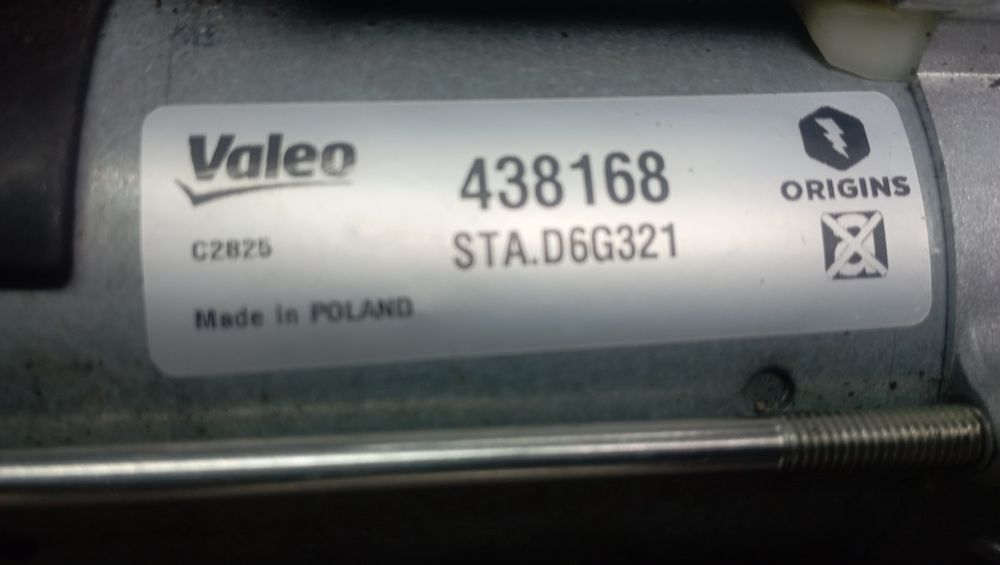 Valeo
438168
ORIGINS
C2825
STA.D6G321
Made in POLAND